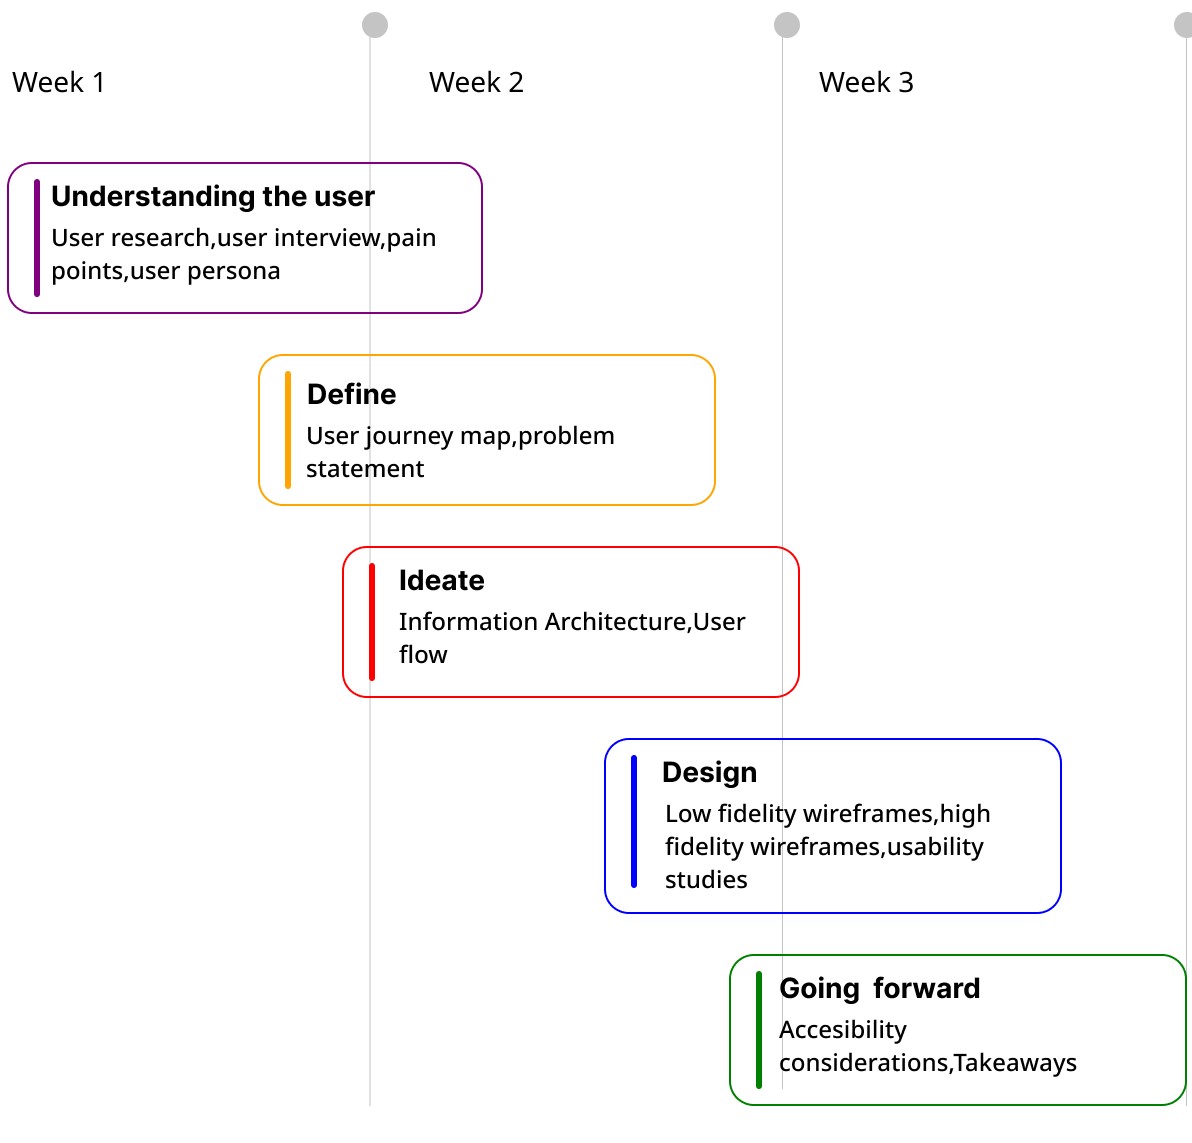 Week 1
Week 2
Week 3
Understanding the user
User research,user interview,pain
points,user persona
Define
User journey map,problem
statement
Ideate
Information Architecture,User
flow
Design
Low fidelity wireframes,high
fidelity wireframes,usability
studies
Going  forward
Accesibility
considerations,Takeaways